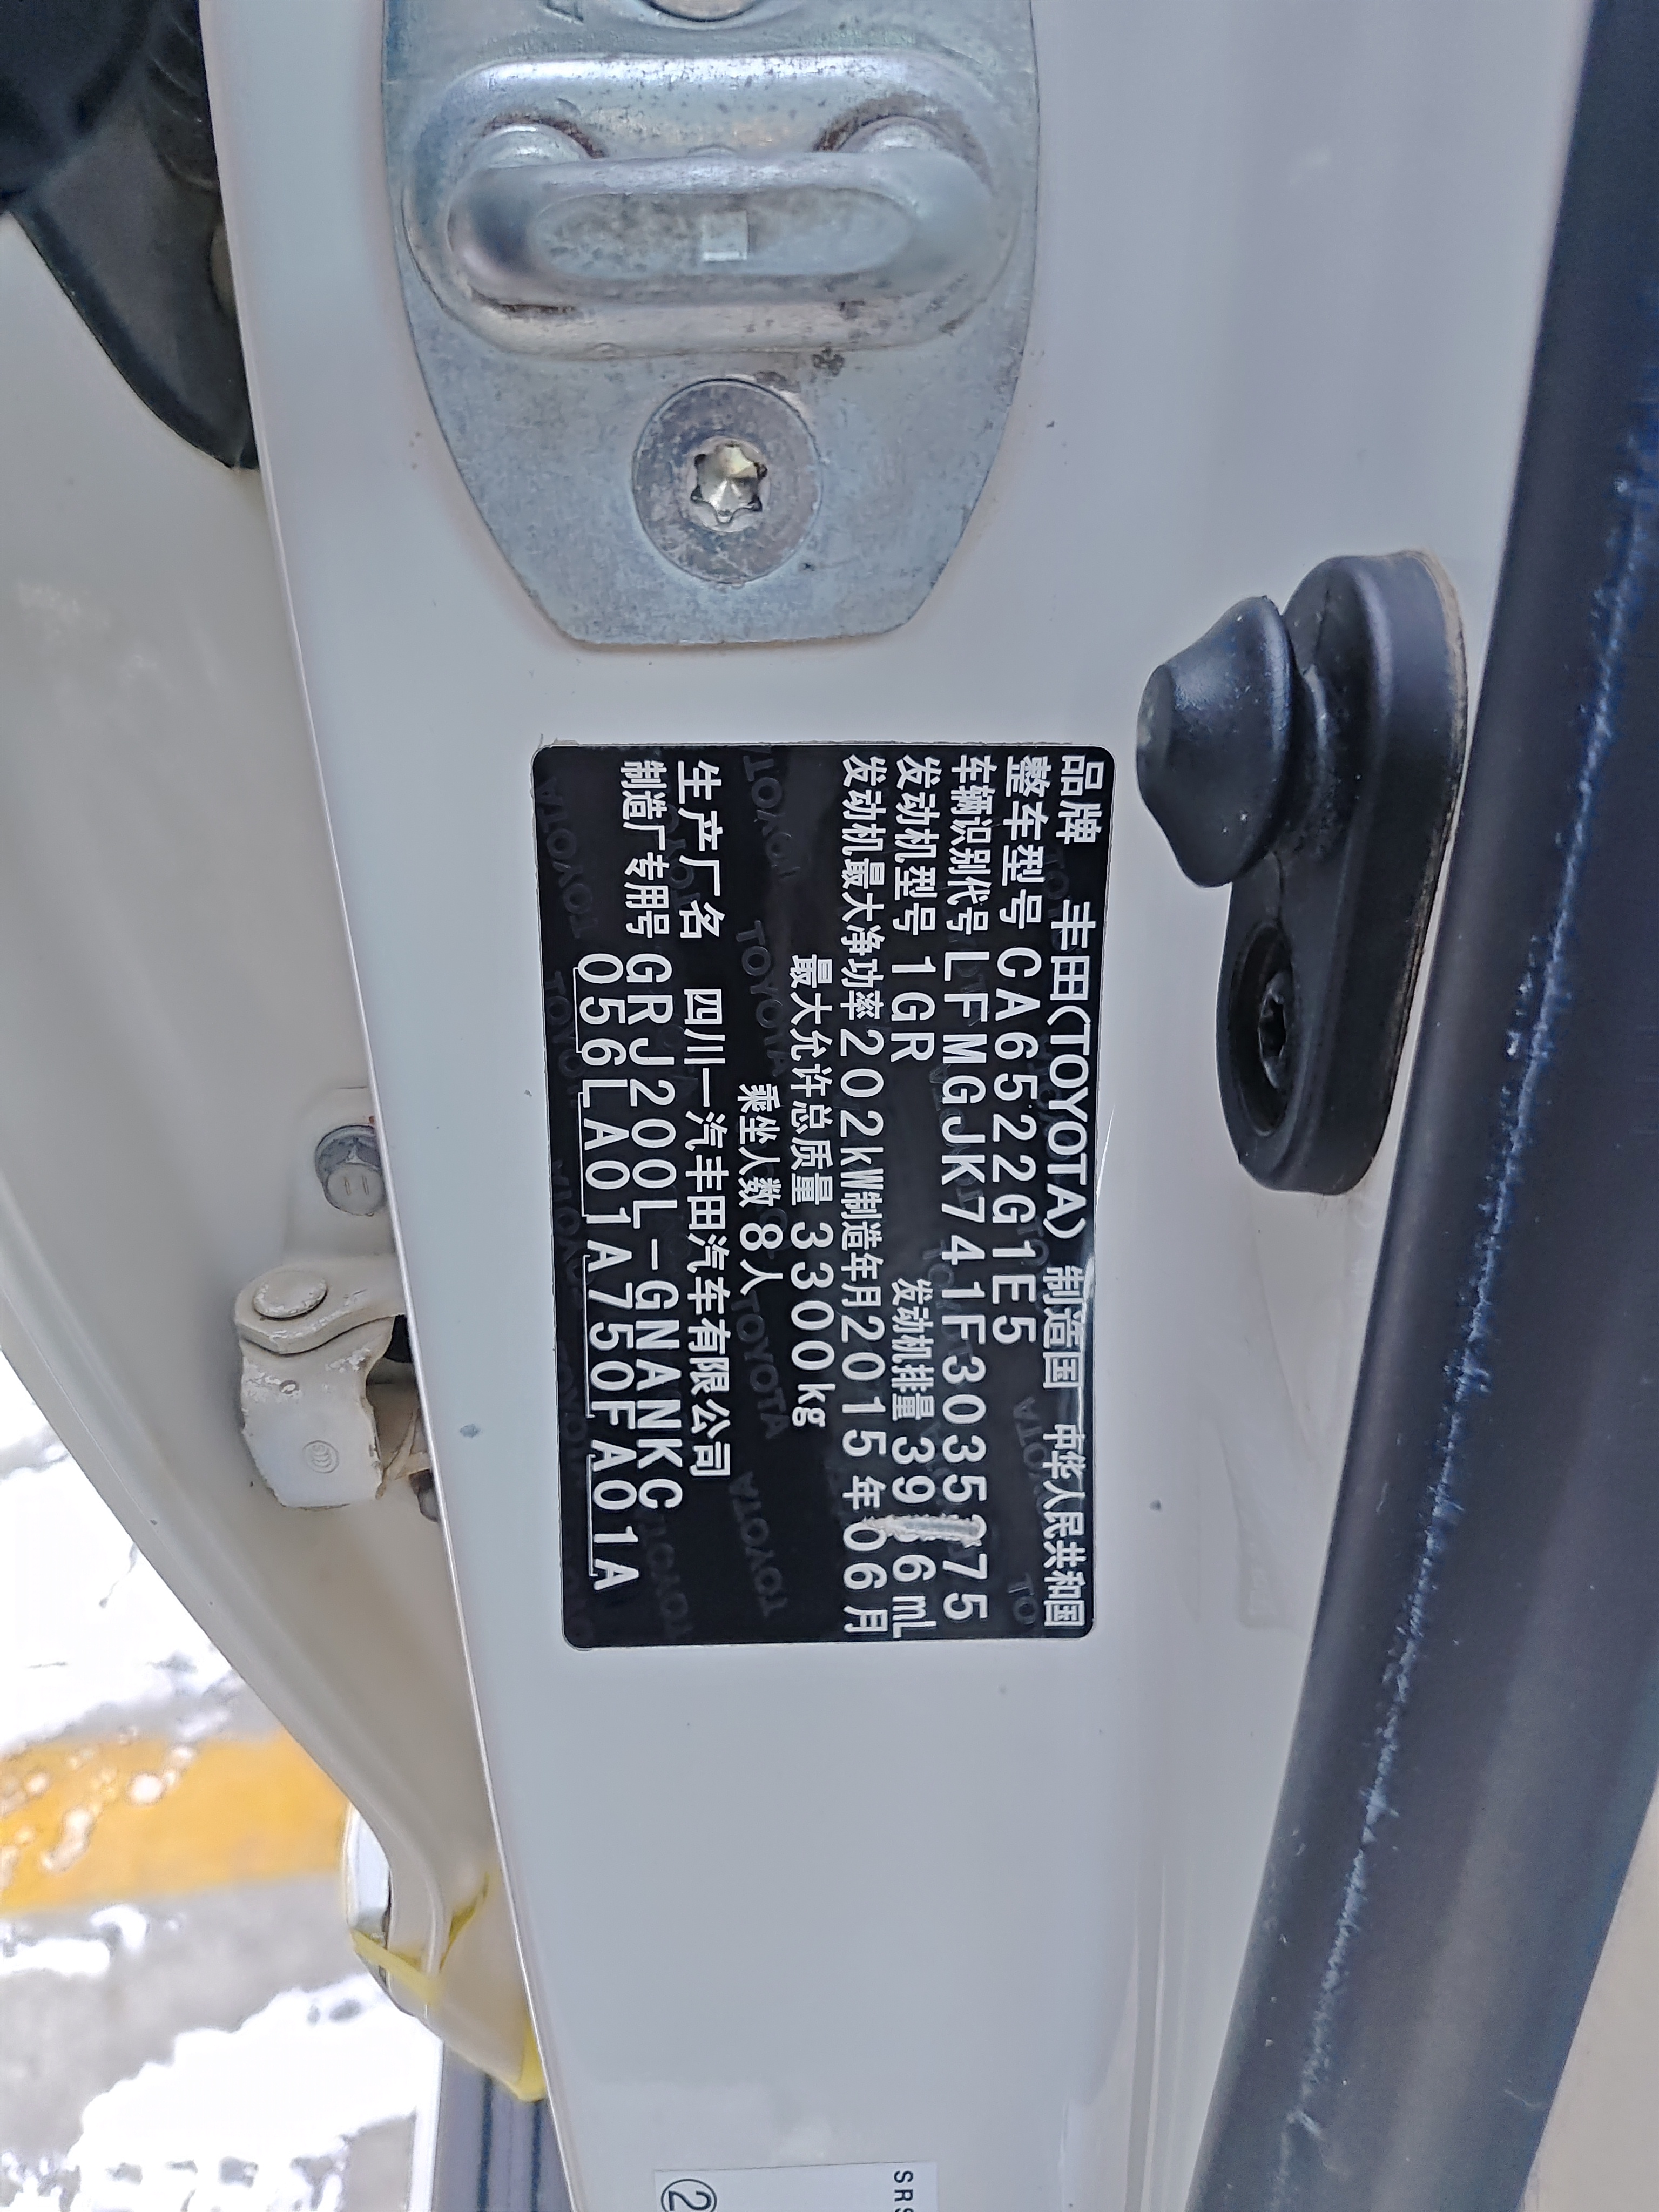 品牌 丰田(TOYOTA) 制造国 中华人民共和国
整车型号 CA6522G1E5
车辆识别代号 LFMGJK741F3035375
发动机型号 1GR 发动机排量 3956mL
发动机最大净功率 202kW 制造年月 2015年06月
最大允许总质量 3300kg
乘坐人数 8人
生产厂名 四川一汽丰田汽车有限公司
制造厂专用号 GRJ200L-GNANKC
056LA01A750FA01A
SRS
②